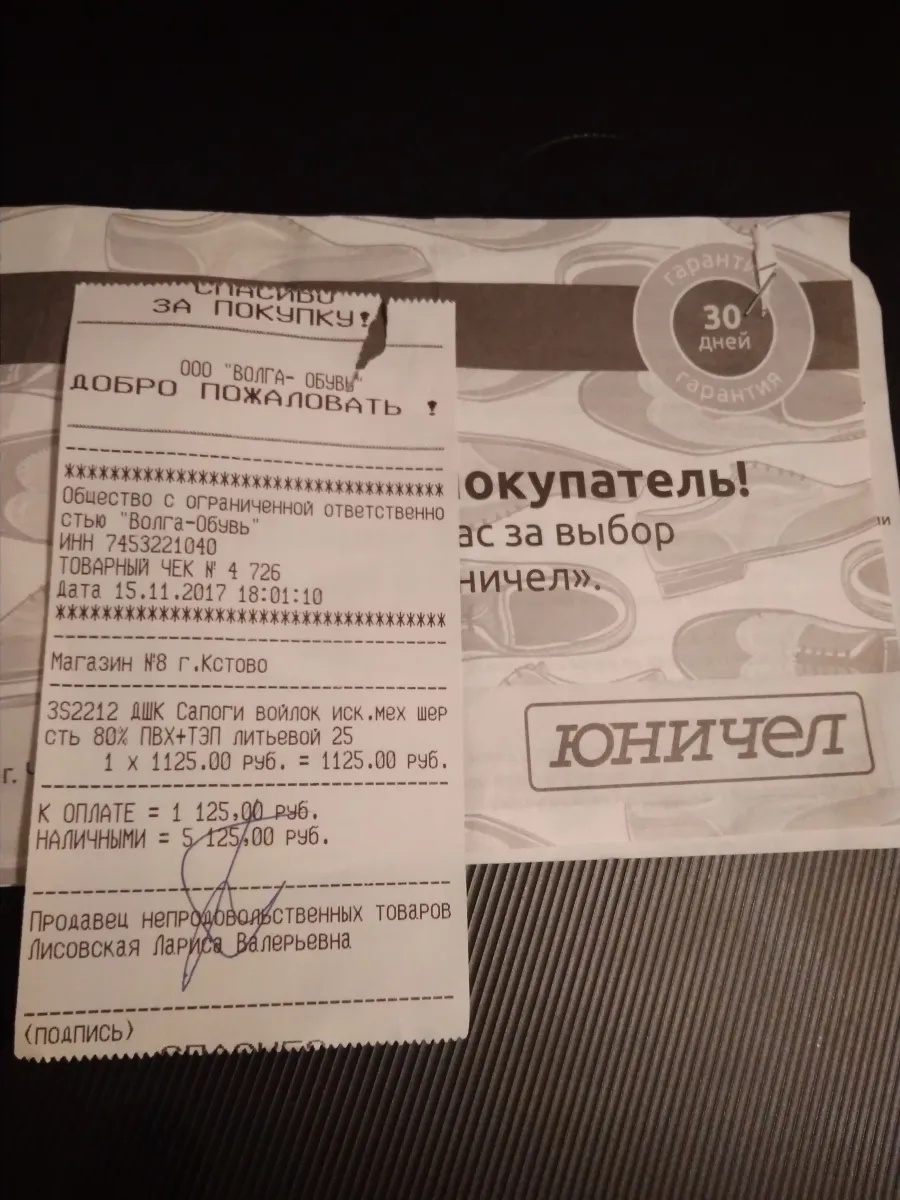 СПАСИБО
ЗА ПОКУПКУ!
ООО "ВОЛГА- ОБУВЬ"
ДОБРО ПОЖАЛОВАТЬ !
************************************
Общество с ограниченной ответственно
стью "Волга-Обувь"
ИНН 7453221040
ТОВАРНЫЙ ЧЕК № 4 726
Дата 15.11.2017 18:01:10
************************************
Магазин №8 г.Кстово
3S2212 ДШК Сапоги войлок иск.мех шер
сть 80% ПВХ+ТЭП литьевой 25
1 x 1125.00 руб. = 1125.00 руб.
К ОПЛАТЕ = 1 125,00 руб.
НАЛИЧНЫМИ = 5 125,00 руб.
Продавец непродовольственных товаров
Лисовская Лариса Валерьевна
(подпись)
СПАСИБО
гарантия
30
дней
гарантия
окупатель!
ас за выбор
ничел».
ЮНИЧЕЛ
г.
ии